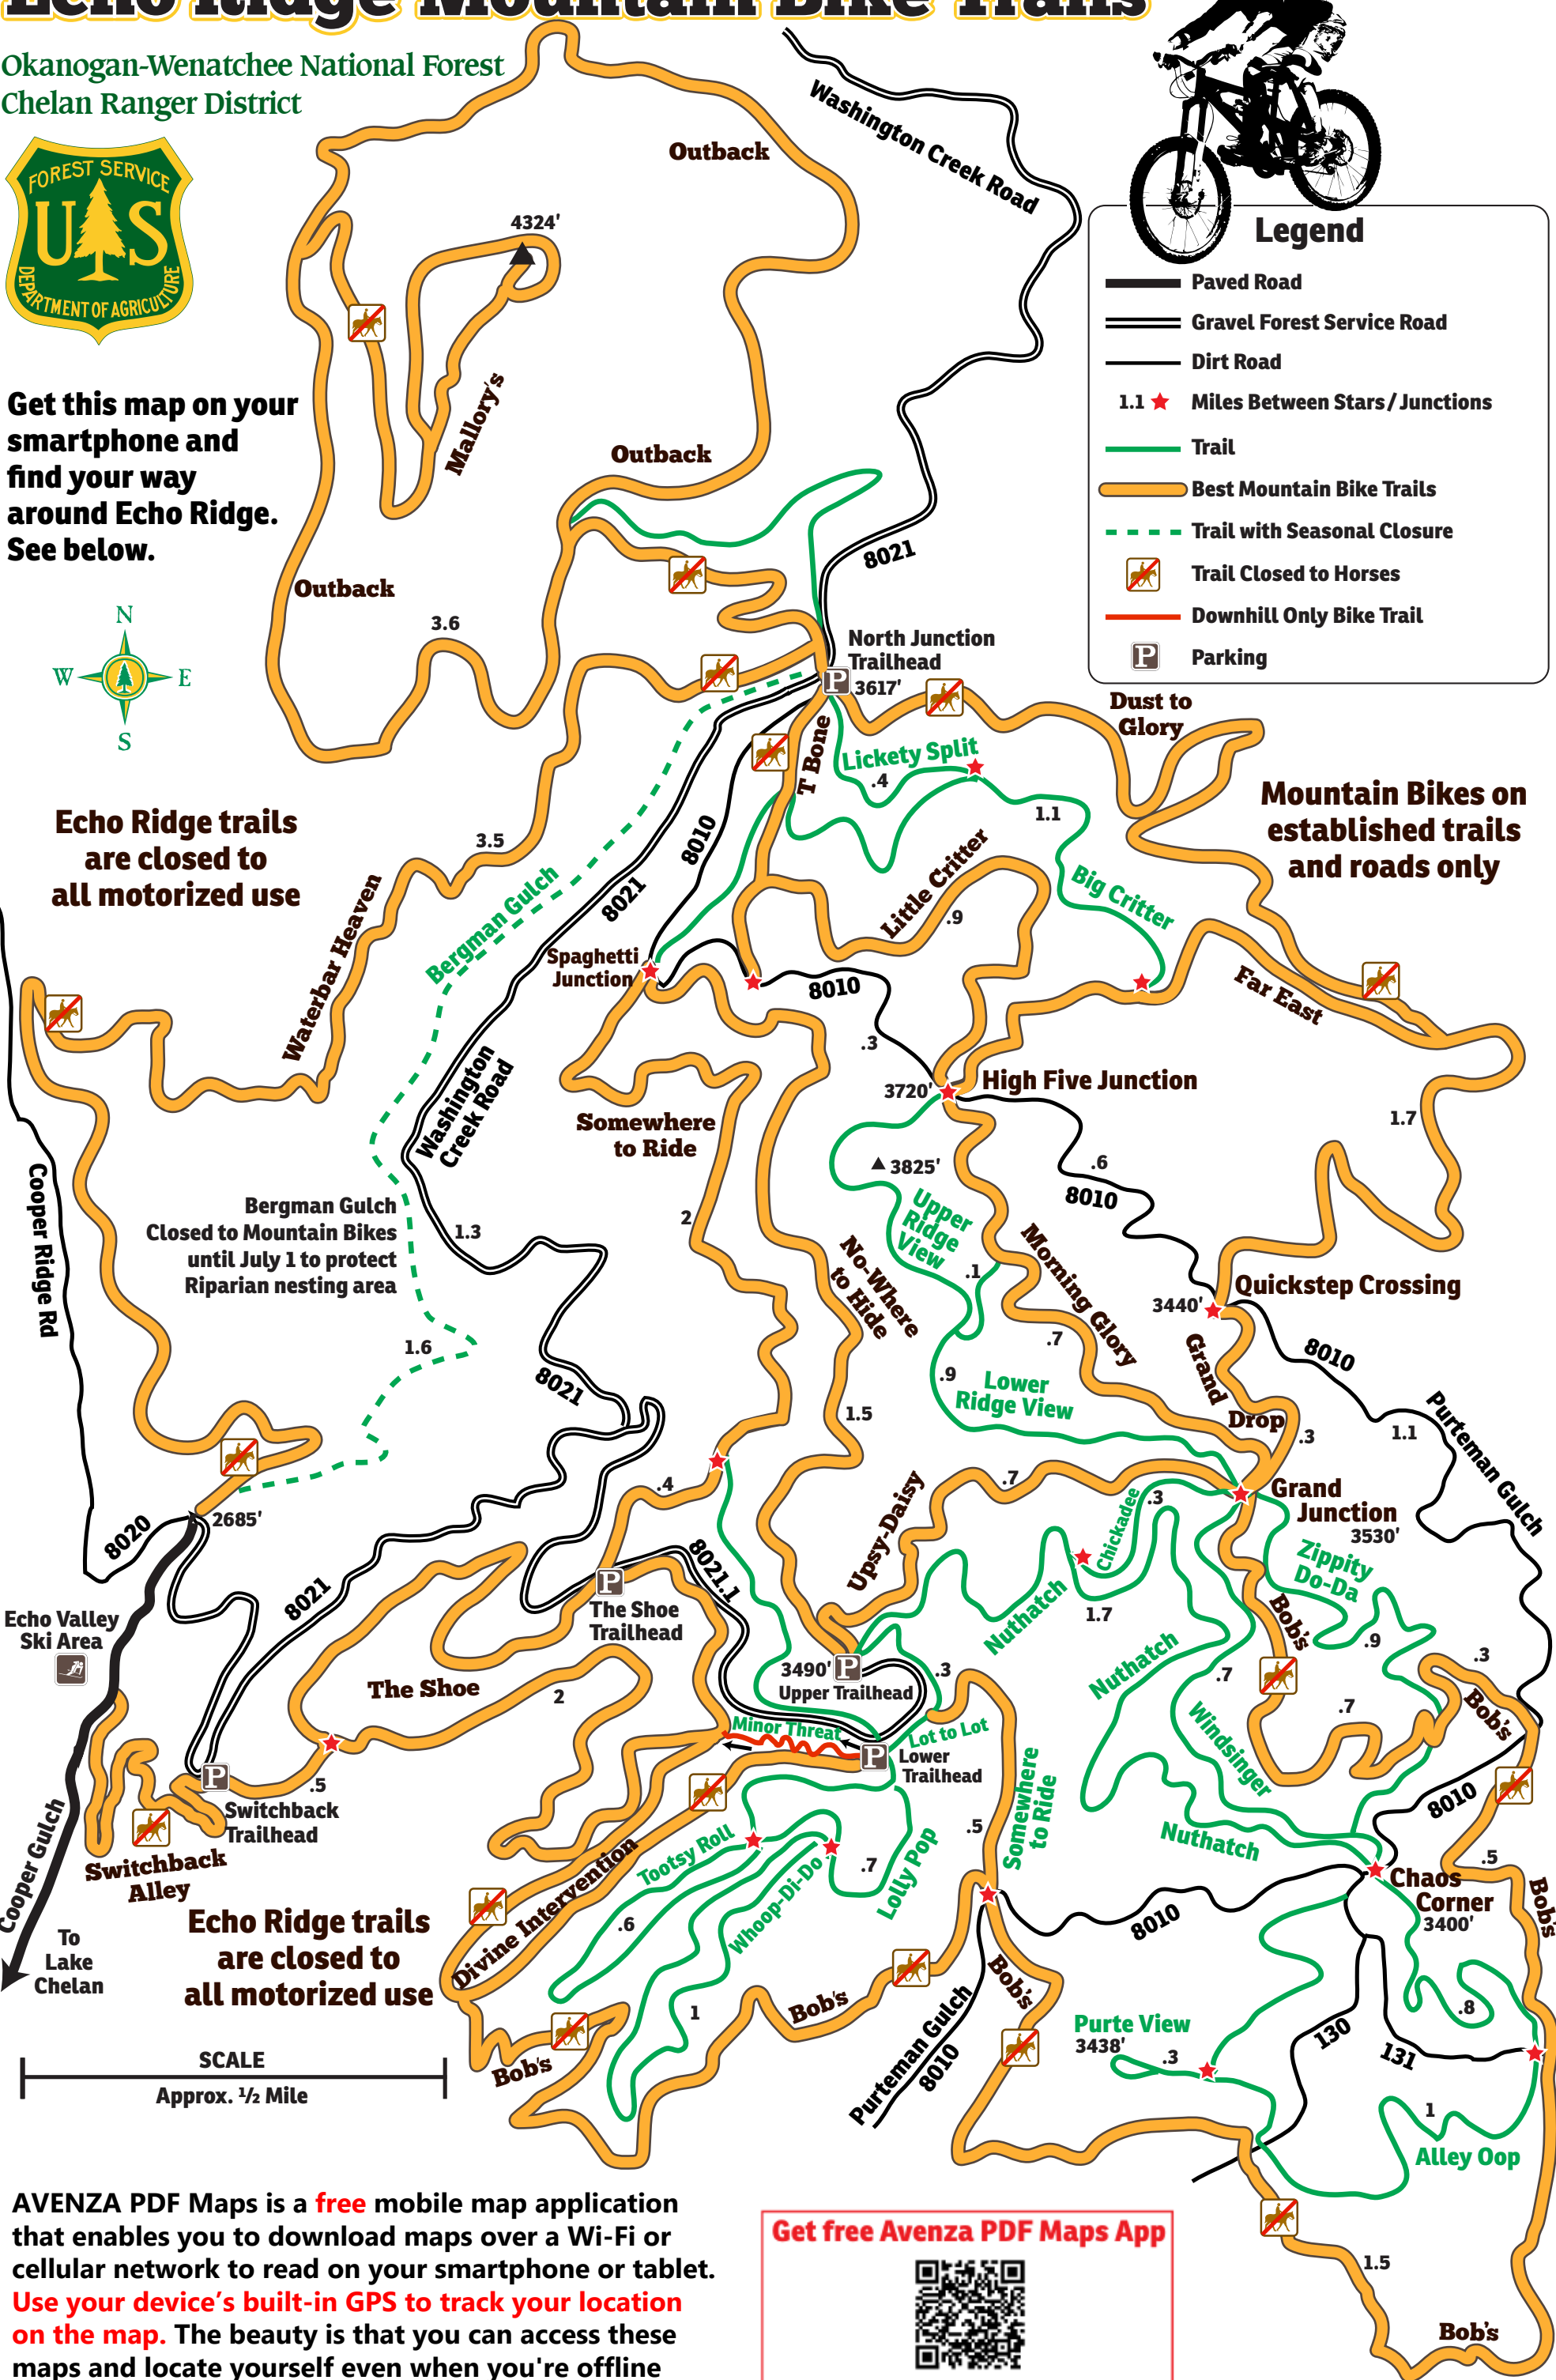 Echo Ridge Mountain Bike Trails
Okanogan-Wenatchee National Forest
Chelan Ranger District
FOREST SERVICE
U S
DEPARTMENT OF AGRICULTURE
Get this map on your
smartphone and
find your way
around Echo Ridge.
See below.
N
W
E
S
Outback
Washington Creek Road
4324'
Mallory's
Outback
Outback
3.6
8021
Legend
Paved Road
Gravel Forest Service Road
Dirt Road
1.1
Miles Between Stars/Junctions
Trail
Best Mountain Bike Trails
Trail with Seasonal Closure
Trail Closed to Horses
Downhill Only Bike Trail
P
Parking
North Junction
Trailhead
P
3617'
Dust to
Glory
T Bone
Lickety Split
.4
1.1
Mountain Bikes on
established trails
and roads only
Echo Ridge trails
are closed to
all motorized use
3.5
8010
8021
Bergman Gulch
Waterbar Heaven
Little Critter
.9
Big Critter
Spaghetti
Junction
8010
.3
Far East
3720'
High Five Junction
1.7
Washington
Creek Road
Somewhere
to Ride
3825'
.6
8010
Cooper Ridge Rd
Bergman Gulch
Closed to Mountain Bikes
until July 1 to protect
Riparian nesting area
1.3
2
Upper
Ridge
View
.1
No-Where
to Hide
Morning Glory
Quickstep Crossing
3440'
.7
1.6
8021
.9
Lower
Ridge View
Grand
Drop
8010
1.5
.3
1.1
Purteman Gulch
.4
Upsy-Daisy
.7
Chickadee
.3
Grand
Junction
3530'
2685'
8020
8021.1
Zippity
Do-Da
8021
P
The Shoe
Trailhead
Nuthatch
1.7
Bob's
.9
Echo Valley
Ski Area
3490'
P
Upper Trailhead
.3
Nuthatch
.7
.3
The Shoe
2
Bob's
.7
Minor Threat
Lot to Lot
Windsinger
P
Lower
Trailhead
P
.5
Switchback
Trailhead
Somewhere
to Ride
8010
Switchback
Alley
Tootsy Roll
.7
Lolly Pop
.5
Nuthatch
.5
Cooper Gulch
Chaos
Corner
3400'
Bob's
To
Lake
Chelan
Echo Ridge trails
are closed to
all motorized use
Divine Intervention
.6
Whoop-Di-Do
8010
Bob's
1
Bob's
Purte View
3438'
.3
.8
130
131
SCALE
Approx. ½ Mile
Bob's
Purteman Gulch
8010
1
Alley Oop
1.5
Bob's
AVENZA PDF Maps is a free mobile map application
that enables you to download maps over a Wi-Fi or
cellular network to read on your smartphone or tablet.
Use your device's built-in GPS to track your location
on the map. The beauty is that you can access these
maps and locate yourself even when you're offline
Get free Avenza PDF Maps App